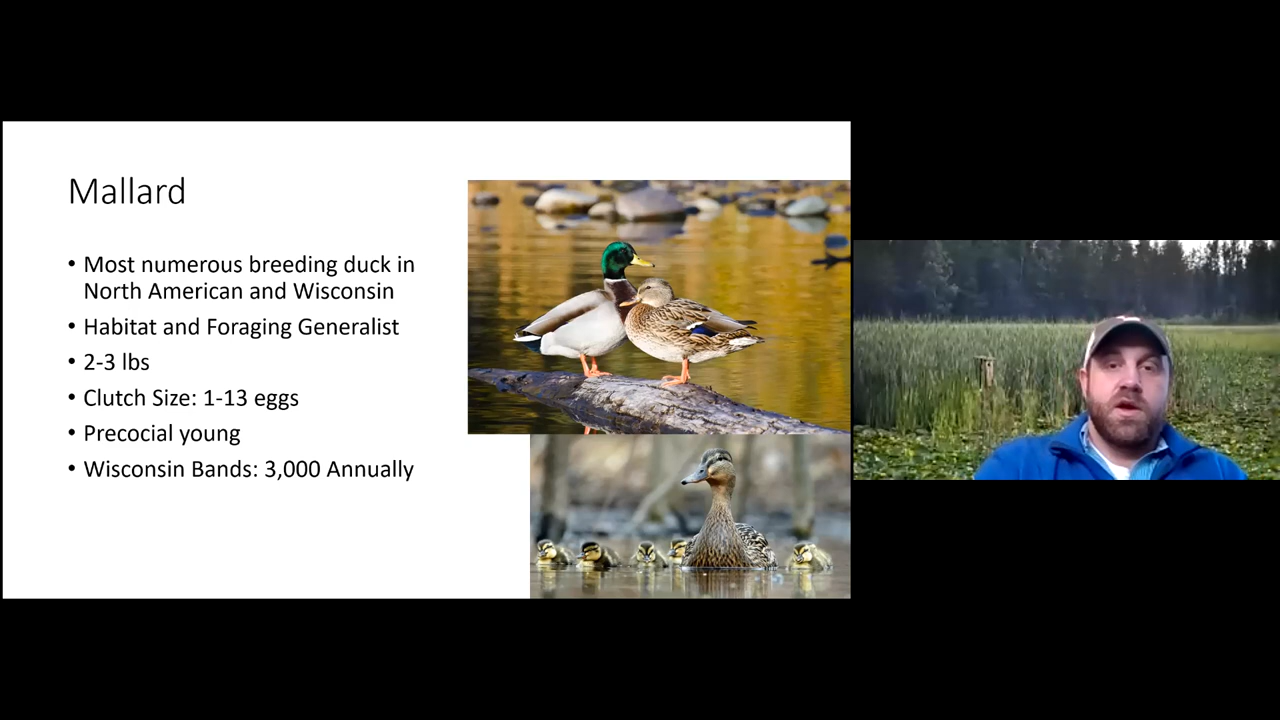 Mallard
• Most numerous breeding duck in
North American and Wisconsin
• Habitat and Foraging Generalist
• 2-3 lbs
• Clutch Size: 1-13 eggs
• Precocial young
• Wisconsin Bands: 3,000 Annually